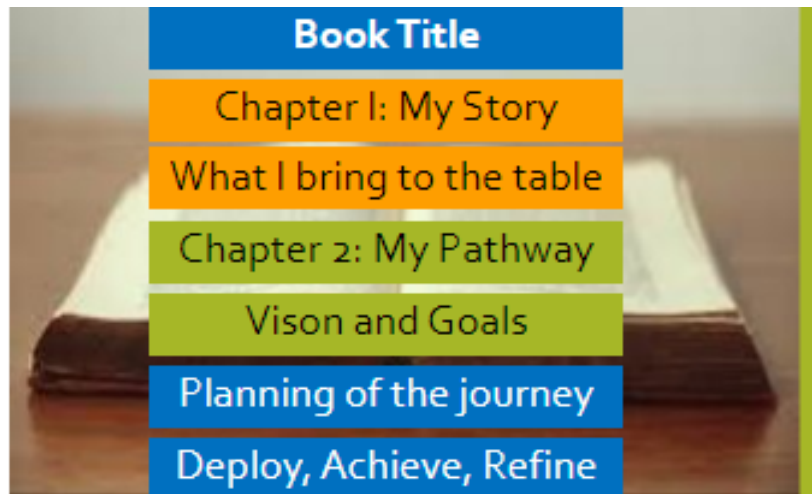 Book Title
Chapter I: My Story
What I bring to the table
Chapter 2: My Pathway
Vison and Goals
Planning of the journey
Deploy, Achieve, Refine